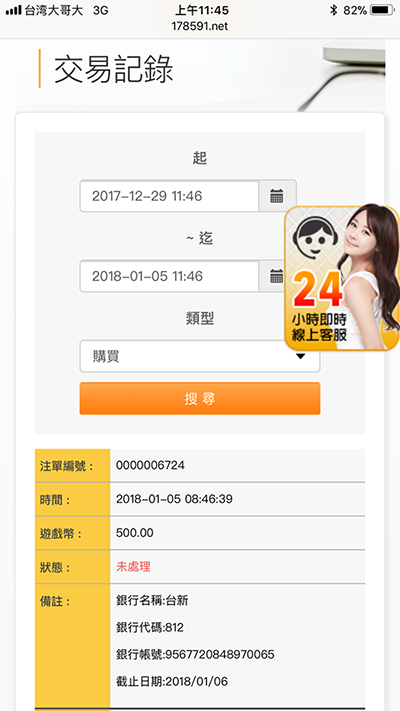 台湾大哥大 3G 上午11:45 82%
178591.net
交易記錄
起
2017-12-29 11:46
~ 迄
2018-01-05 11:46
24
小時即時
線上客服
類型
購買
搜尋
注單編號： 0000006724
時間： 2018-01-05 08:46:39
遊戲幣： 500.00
狀態： 未處理
備註： 銀行名稱:台新
銀行代碼:812
銀行帳號:9567720848970065
截止日期:2018/01/06